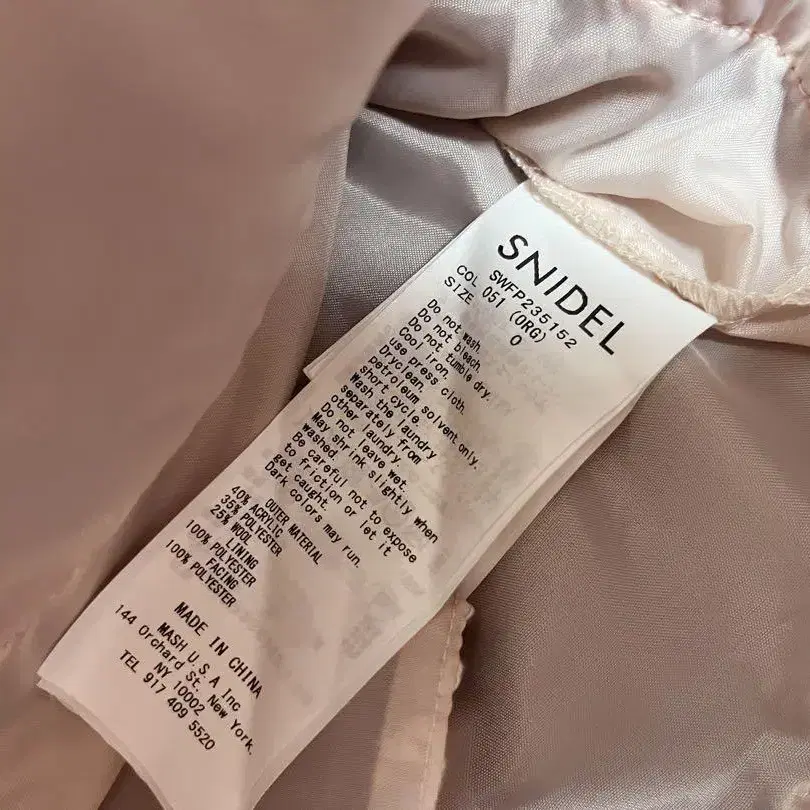 SNIDEL
SWFP235152
COL 051 (ORG)
SIZE 0
Do not wash.
Do not bleach.
Do not tumble dry.
Cool iron.
use press cloth.
Dryclean.
petroleum solvent only.
short cycle.
Wash the laundry
separately from
other laundry.
Do not leave wet.
May shrink slightly when
washed.
Be careful not to expose
to friction or let it
get caught.
Dark colors may run.
OUTER MATERIAL
40% ACRYLIC
35% POLYESTER
25% WOOL
LINING
100% POLYESTER
FACING
100% POLYESTER
MADE IN CHINA
MASH U.S.A Inc
144 Orchard St. New York.
NY 10002
TEL 917 409 5520